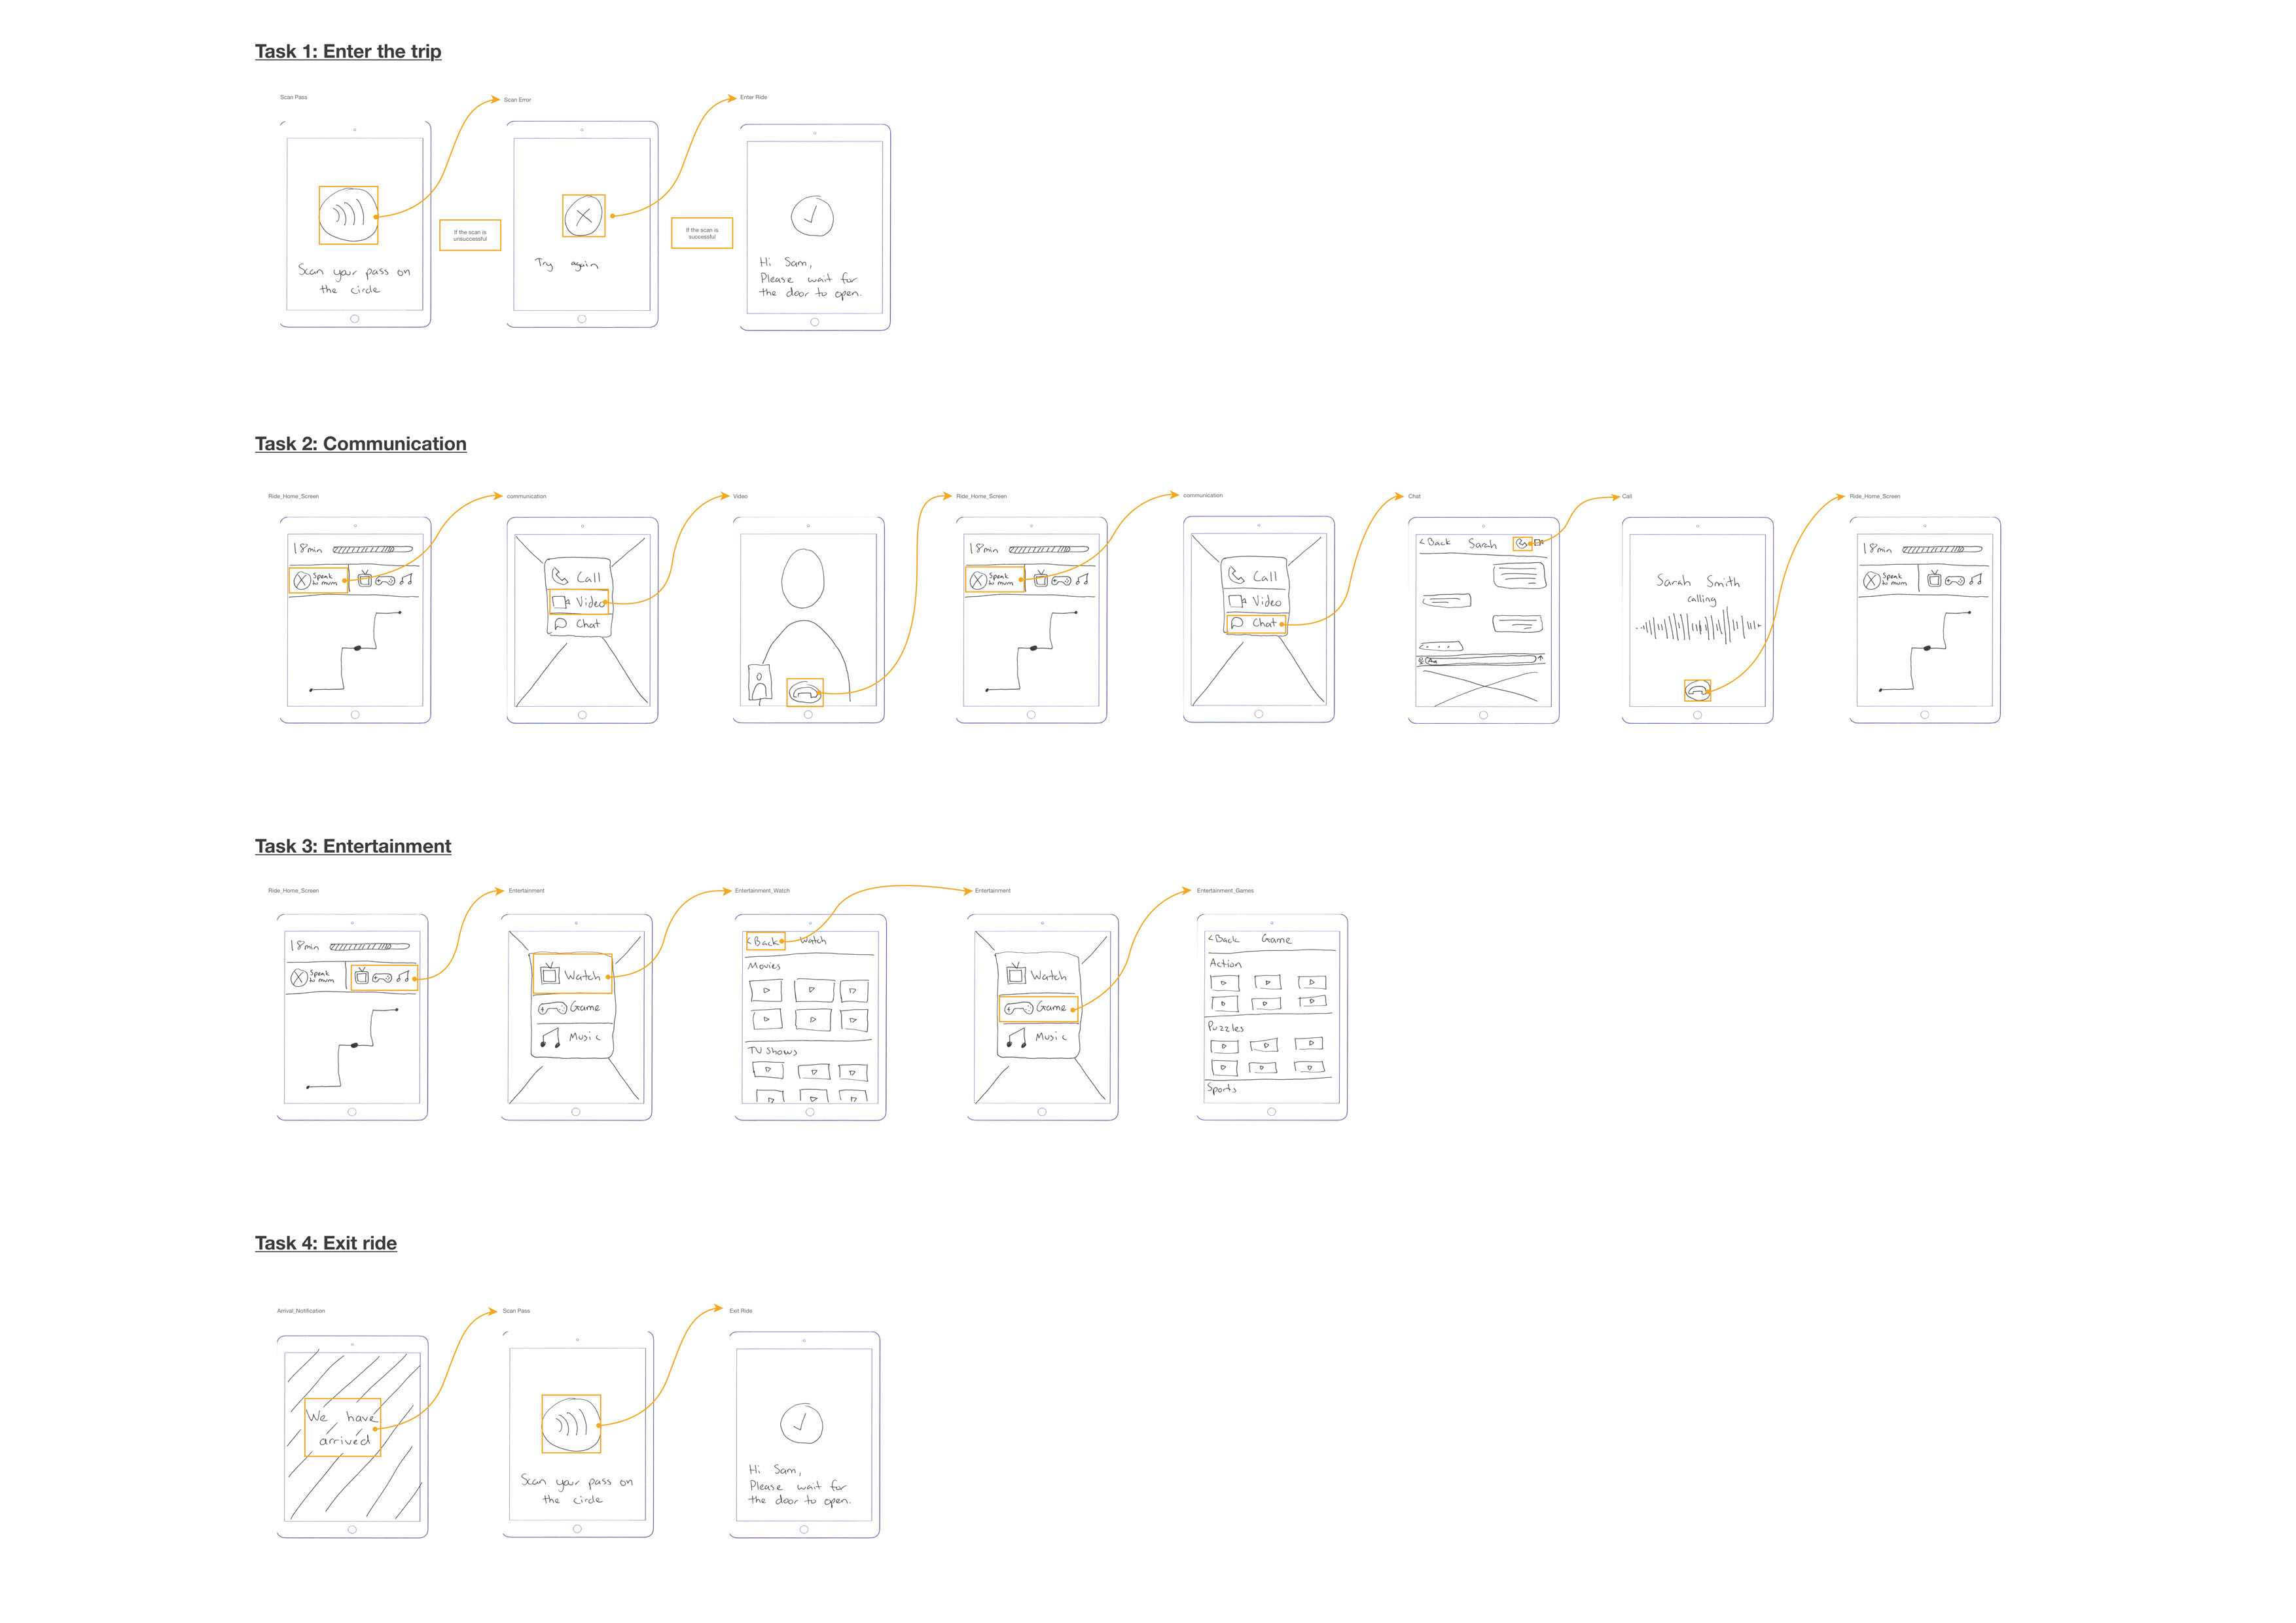 Task 1: Enter the trip
Scan Pass
Scan Error
Enter Ride
Scan your pass on
the circle
If the scan is
unsuccessful
Try again
If the scan is
successful
Hi Sam,
Please wait for
the door to open.
Task 2: Communication
Ride_Home_Screen
communication
Video
Ride_Home_Screen
communication
Chat
Call
Ride_Home_Screen
18min
Speak
to mum
Call
Video
Chat
18min
Speak
to mum
Call
Video
Chat
< Back Sarah
Aa
Sarah Smith
calling
18min
Speak
to mum
Task 3: Entertainment
Ride_Home_Screen
Entertainment
Entertainment_Watch
Entertainment
Entertainment_Games
18min
Speak
to mum
Watch
Game
Music
< Back Watch
Movies
TV Shows
Watch
Game
Music
< Back Game
Action
Puzzles
Sports
Task 4: Exit ride
Arrival_Notification
Scan Pass
Exit Ride
We have
arrived
Scan your pass on
the circle
Hi Sam,
Please wait for
the door to open.